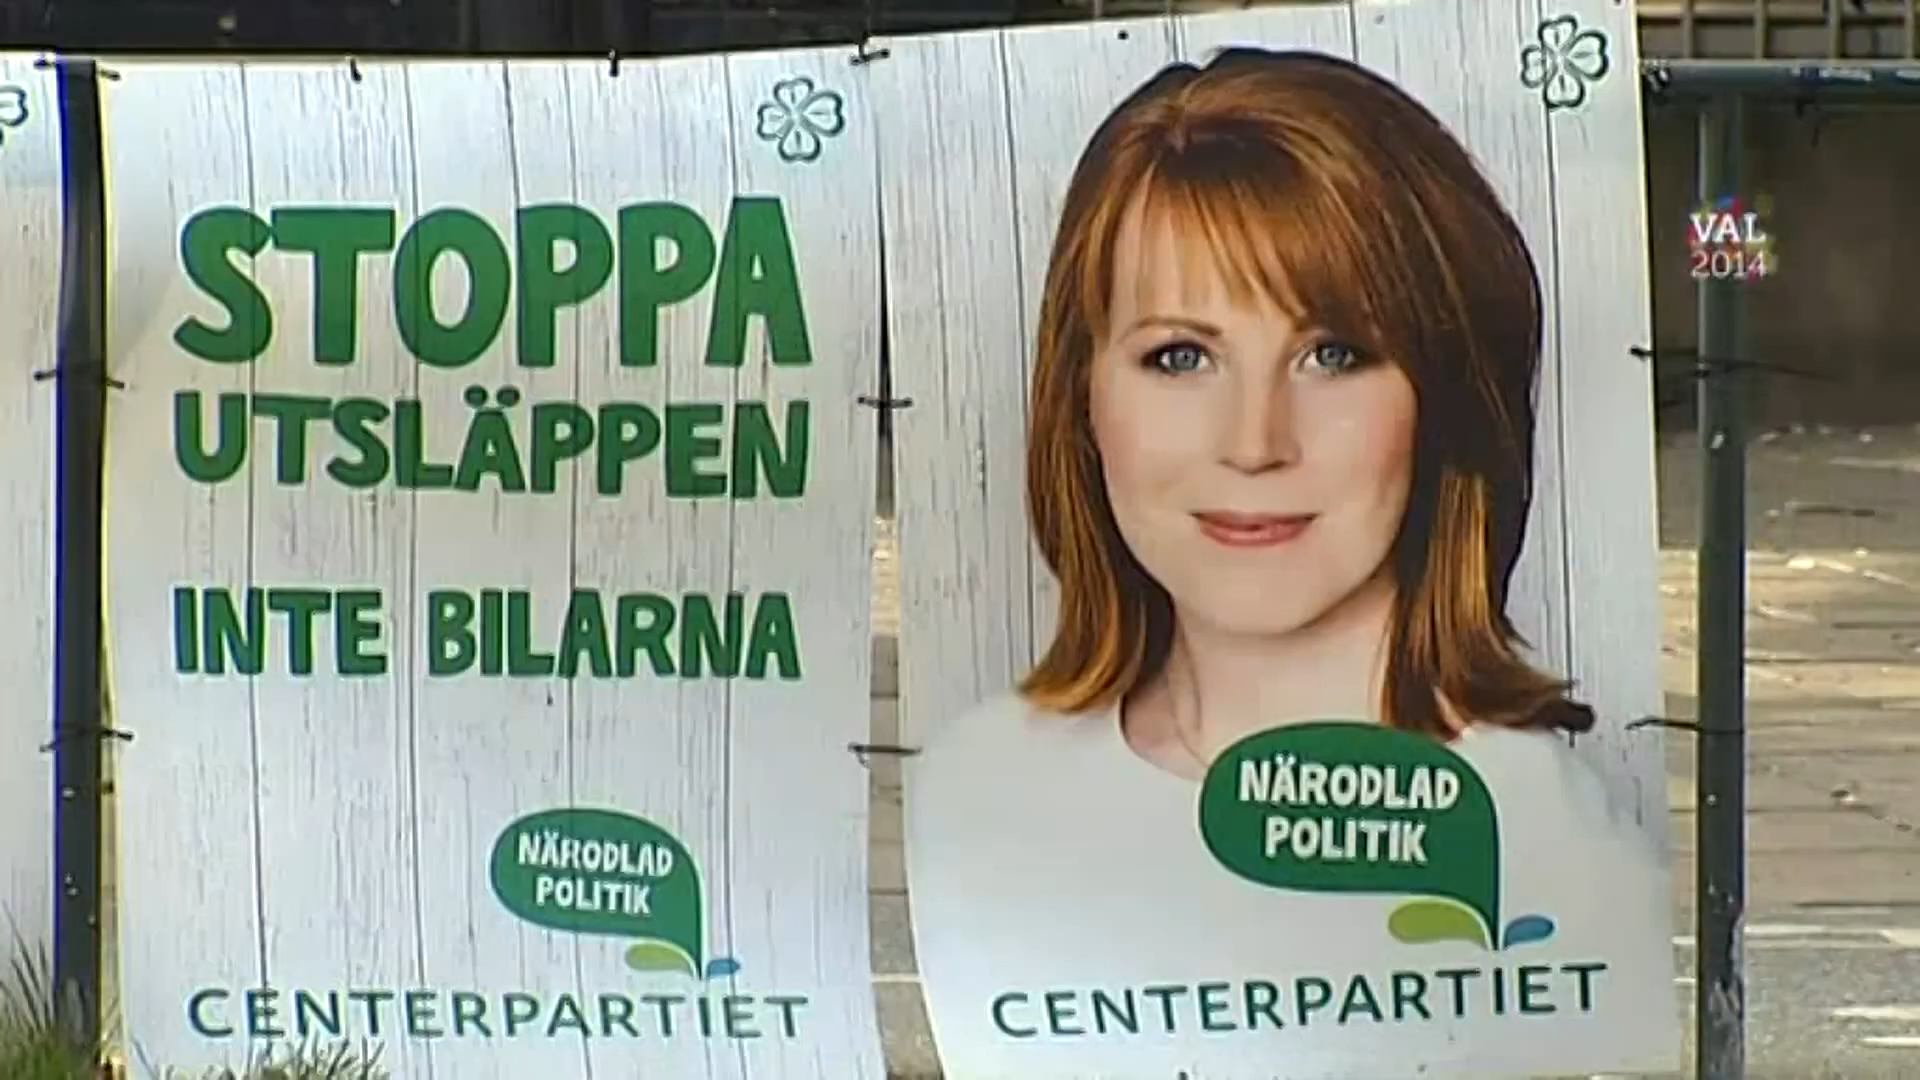 STOPPA
UTSLÄPPEN
INTE BILARNA
NÄRODLAD
POLITIK
CENTERPARTIET
NÄRODLAD
POLITIK
CENTERPARTIET
VAL
2014